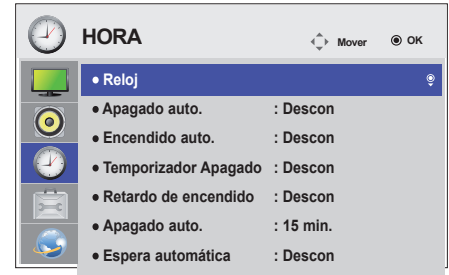 HORA Mover OK
• Reloj
• Apagado auto. : Descon
• Encendido auto. : Descon
• Temporizador Apagado : Descon
• Retardo de encendido : Descon
• Apagado auto. : 15 min.
• Espera automática : Descon